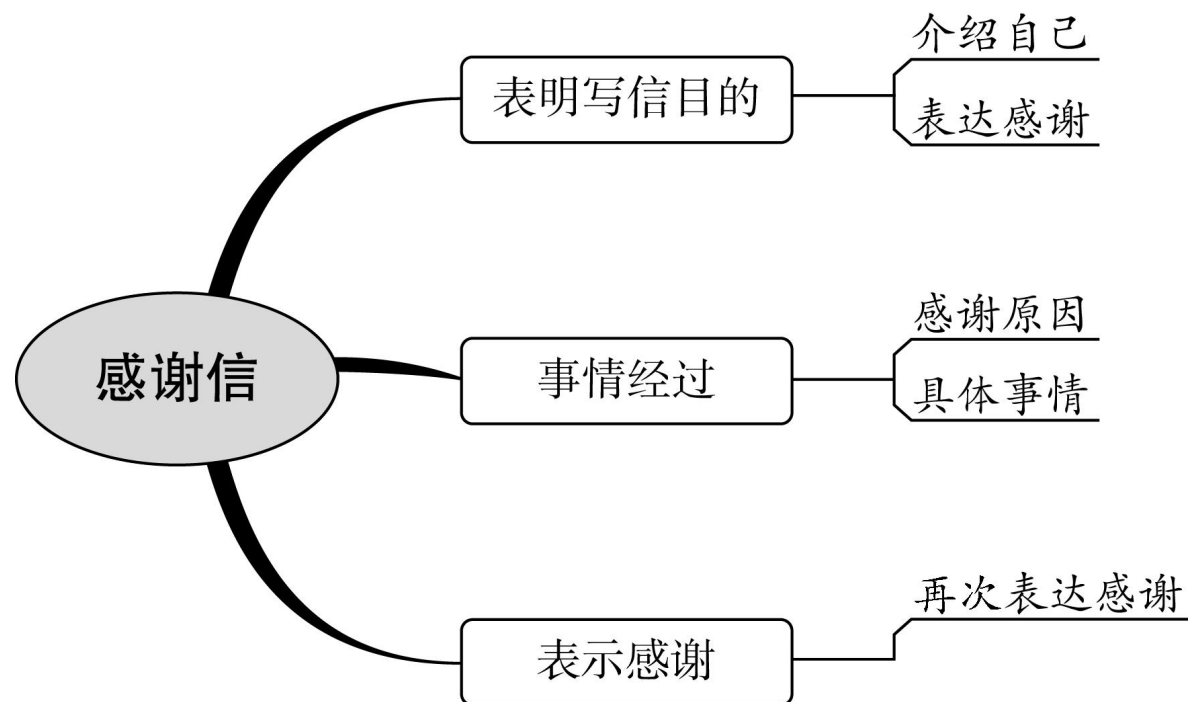 感谢信
表明写信目的
介绍自己
表达感谢
事情经过
感谢原因
具体事情
表示感谢
再次表达感谢